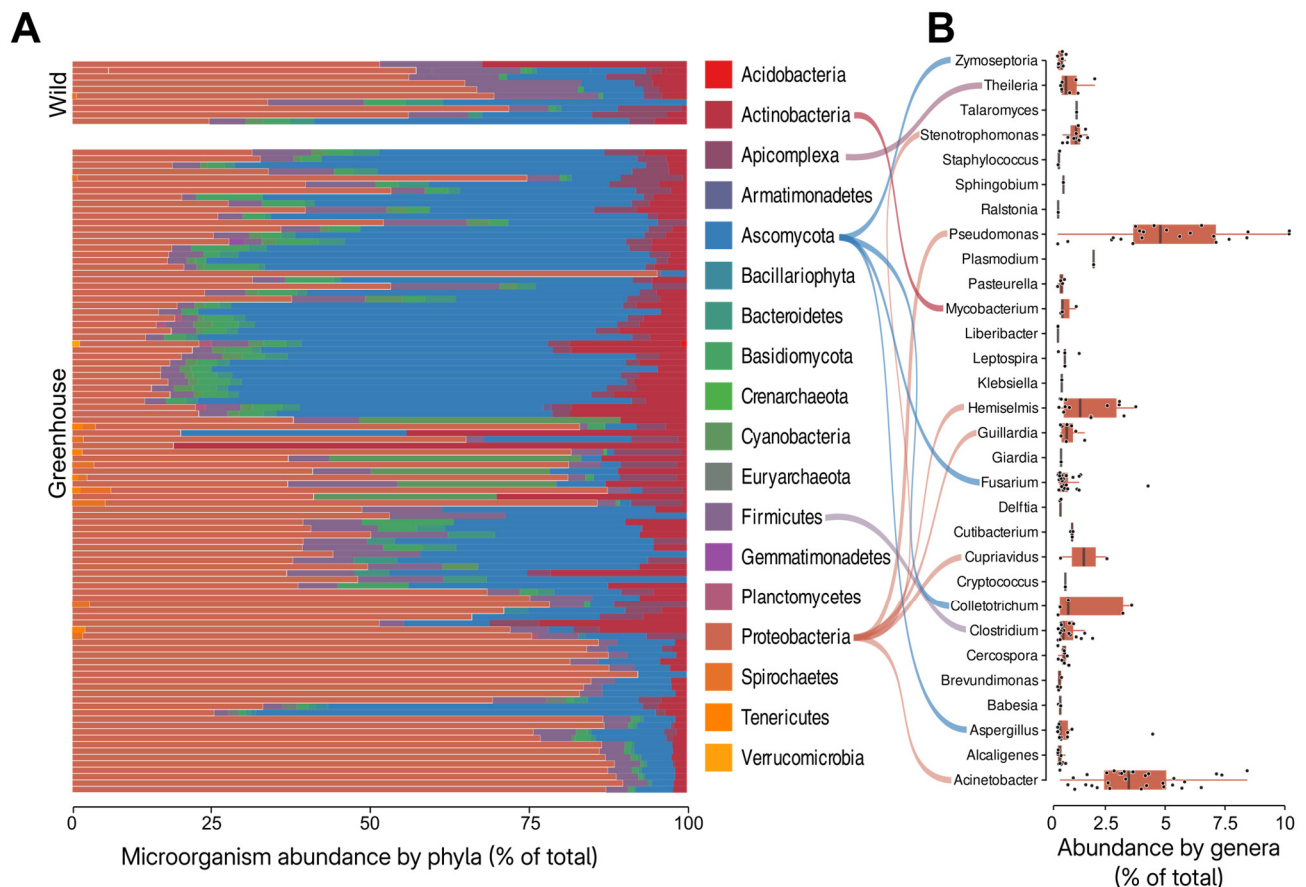 A
B
Wild
Greenhouse
Acidobacteria
Actinobacteria
Apicomplexa
Armatimonadetes
Ascomycota
Bacillariophyta
Bacteroidetes
Basidiomycota
Crenarchaeota
Cyanobacteria
Euryarchaeota
Firmicutes
Gemmatimonadetes
Planctomycetes
Proteobacteria
Spirochaetes
Tenericutes
Verrucomicrobia
Zymoseptoria
Theileria
Talaromyces
Stenotrophomonas
Staphylococcus
Sphingobium
Ralstonia
Pseudomonas
Plasmodium
Pasteurella
Mycobacterium
Liberibacter
Leptospira
Klebsiella
Hemiselmis
Guillardia
Giardia
Fusarium
Delftia
Cutibacterium
Cupriavidus
Cryptococcus
Colletotrichum
Clostridium
Cercospora
Brevundimonas
Babesia
Aspergillus
Alcaligenes
Acinetobacter
0 25 50 75 100
Microorganism abundance by phyla (% of total)
0 2.5 5 7.5 10
Abundance by genera
(% of total)